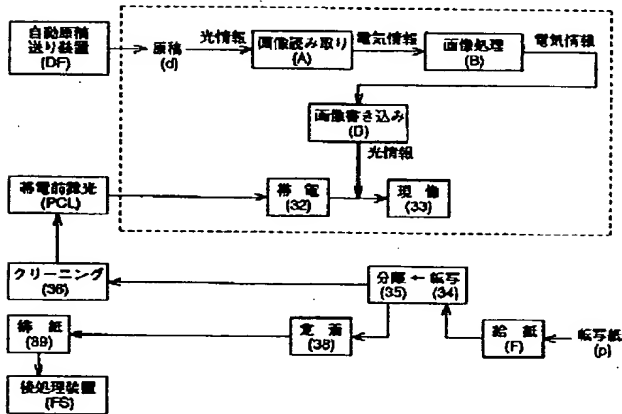 自動原稿
送り装置
(DF)
原稿
(d)
光情報
画像読み取り
(A)
電気情報
画像処理
(B)
電気情報
画像書き込み
(D)
光情報
帯電前露光
(PCL)
帯電
(32)
現像
(33)
クリーニング
(36)
分離 ← 転写
(35) (34)
排紙
(39)
定着
(38)
給紙
(F)
転写紙
(p)
後処理装置
(FS)